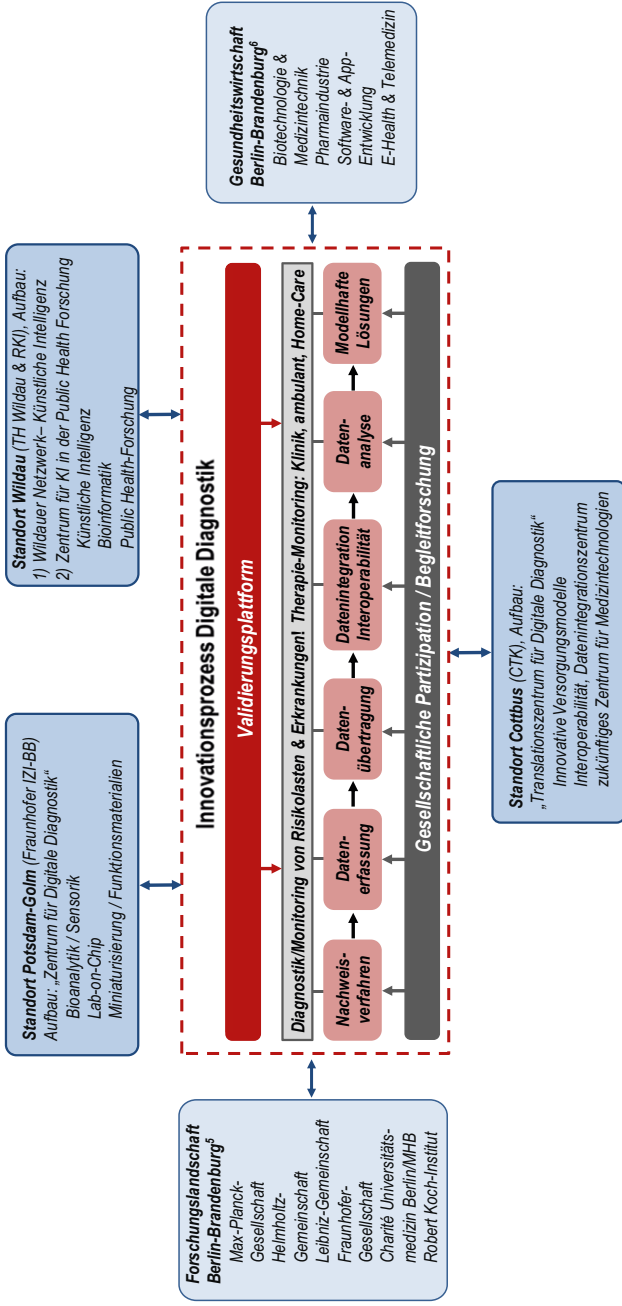 Forschungslandschaft
Berlin-Brandenburg⁵
Max-Planck-
Gesellschaft
Helmholtz-
Gemeinschaft
Leibniz-Gemeinschaft
Fraunhofer-
Gesellschaft
Charité Universitäts-
medizin Berlin/MHB
Robert Koch-Institut
Standort Potsdam-Golm (Fraunhofer IZI-BB)
Aufbau: „Zentrum für Digitale Diagnostik“
Bioanalytik / Sensorik
Lab-on-Chip
Miniaturisierung / Funktionsmaterialien
Standort Wildau (TH Wildau & RKI), Aufbau:
1) Wildauer Netzwerk– Künstliche Intelligenz
2) Zentrum für KI in der Public Health Forschung
Künstliche Intelligenz
Bioinformatik
Public Health-Forschung
Innovationsprozess Digitale Diagnostik
Validierungsplattform
Diagnostik/Monitoring von Risikolasten & Erkrankungen! Therapie-Monitoring: Klinik, ambulant, Home-Care
Nachweis-
verfahren
Daten-
erfassung
Daten-
übertragung
Datenintegration
Interoperabilität
Daten-
analyse
Modellhafte
Lösungen
Gesellschaftliche Partizipation / Begleitforschung
Standort Cottbus (CTK), Aufbau:
„Translationszentrum für Digitale Diagnostik“
Innovative Versorgungsmodelle
Interoperabilität, Datenintegrationszentrum
zukünftiges Zentrum für Medizintechnologien
Gesundheitswirtschaft
Berlin-Brandenburg⁶
Biotechnologie &
Medizintechnik
Pharmaindustrie
Software- & App-
Entwicklung
E-Health & Telemedizin